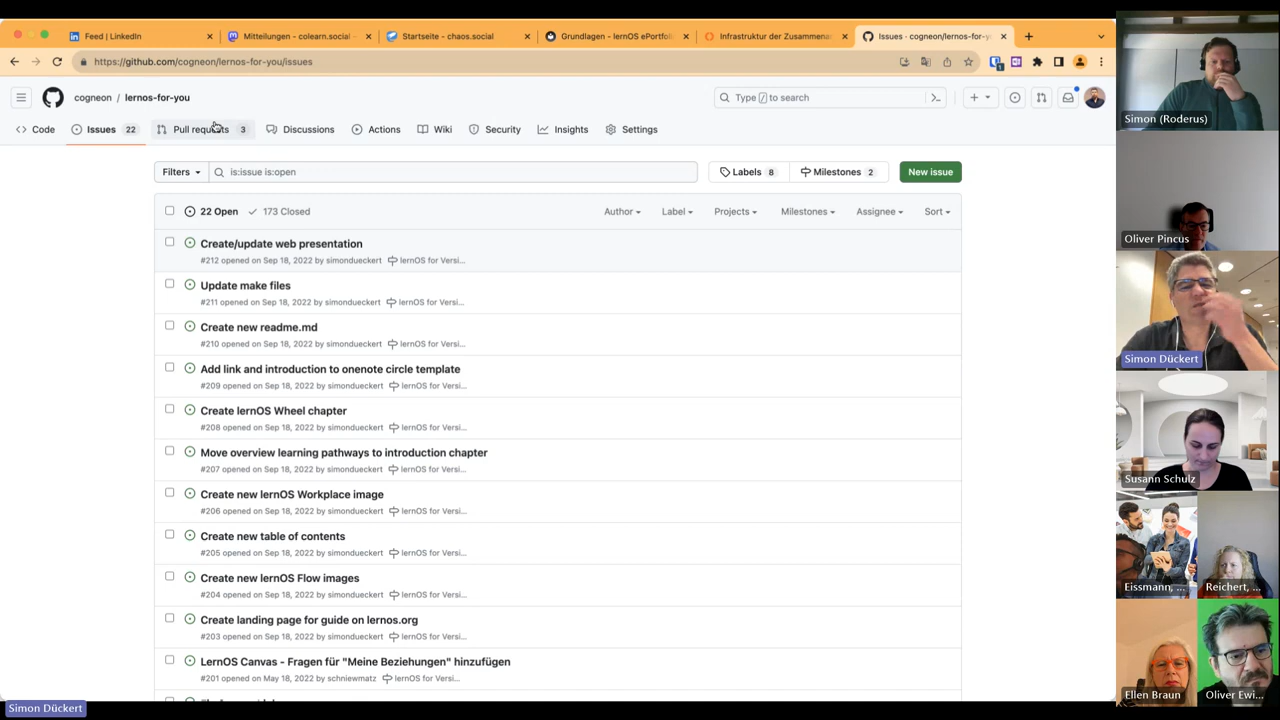 Feed | LinkedIn
Mitteilungen - colearn.social -
Startseite - chaos.social
Grundlagen - lernOS ePortfoli
Infrastruktur der Zusammenar
Issues · cogneon/lernos-for-yo
https://github.com/cogneon/lernos-for-you/issues
1
cogneon / lernos-for-you
Type / to search
Code
Issues 22
Pull requests 3
Discussions
Actions
Wiki
Security
Insights
Settings
Filters
is:issue is:open
Labels 8
Milestones 2
New issue
22 Open
173 Closed
Author
Label
Projects
Milestones
Assignee
Sort
Create/update web presentation
#212 opened on Sep 18, 2022 by simondueckert lernOS for Versi...
Update make files
#211 opened on Sep 18, 2022 by simondueckert lernOS for Versi...
Create new readme.md
#210 opened on Sep 18, 2022 by simondueckert lernOS for Versi...
Add link and introduction to onenote circle template
#209 opened on Sep 18, 2022 by simondueckert lernOS for Versi...
Create lernOS Wheel chapter
#208 opened on Sep 18, 2022 by simondueckert lernOS for Versi...
Move overview learning pathways to introduction chapter
#207 opened on Sep 18, 2022 by simondueckert lernOS for Versi...
Create new lernOS Workplace image
#206 opened on Sep 18, 2022 by simondueckert lernOS for Versi...
Create new table of contents
#205 opened on Sep 18, 2022 by simondueckert lernOS for Versi...
Create new lernOS Flow images
#204 opened on Sep 18, 2022 by simondueckert lernOS for Versi...
Create landing page for guide on lernos.org
#203 opened on Sep 18, 2022 by simondueckert lernOS for Versi...
LernOS Canvas - Fragen für "Meine Beziehungen" hinzufügen
#201 opened on May 18, 2022 by schniewmatz lernOS for Versi...
Simon Dückert
Simon (Roderus)
Oliver Pincus
Simon Dückert
Susann Schulz
Eissmann, ...
Reichert, ...
Ellen Braun
Oliver Ewi...